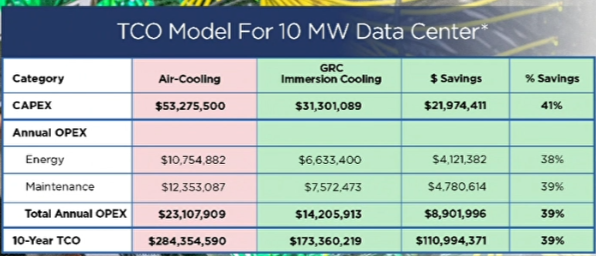 TCO Model For 10 MW Data Center*
Category Air-Cooling GRC Immersion Cooling $ Savings % Savings
CAPEX $53,275,500 $31,301,089 $21,974,411 41%
Annual OPEX
Energy $10,754,882 $6,633,400 $4,121,382 38%
Maintenance $12,353,087 $7,572,473 $4,780,614 39%
Total Annual OPEX $23,107,909 $14,205,913 $8,901,996 39%
10-Year TCO $284,354,590 $173,360,219 $110,994,371 39%